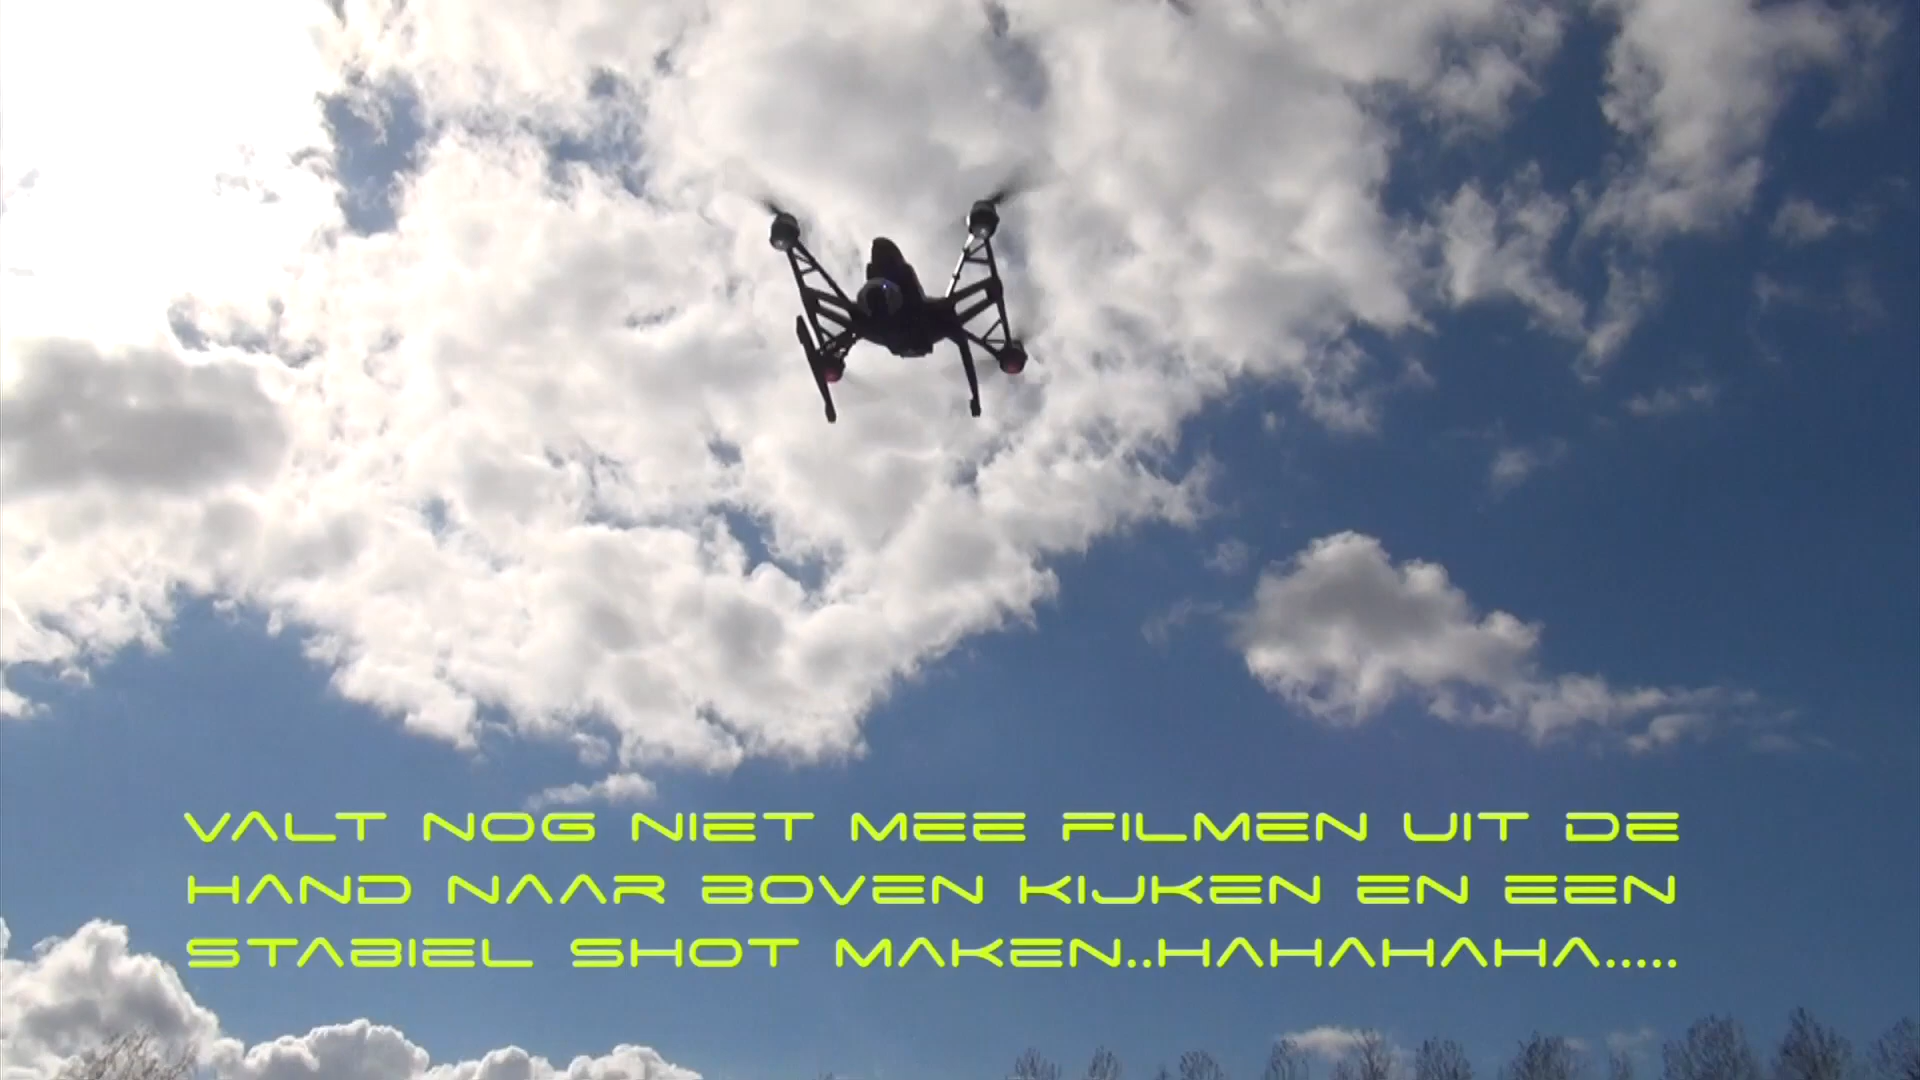 VALT NOG NIET MEE FILMEN UIT DE
HAND NAAR BOVEN KIJKEN EN EEN
STABIEL SHOT MAKEN..HAHAHAHA.....